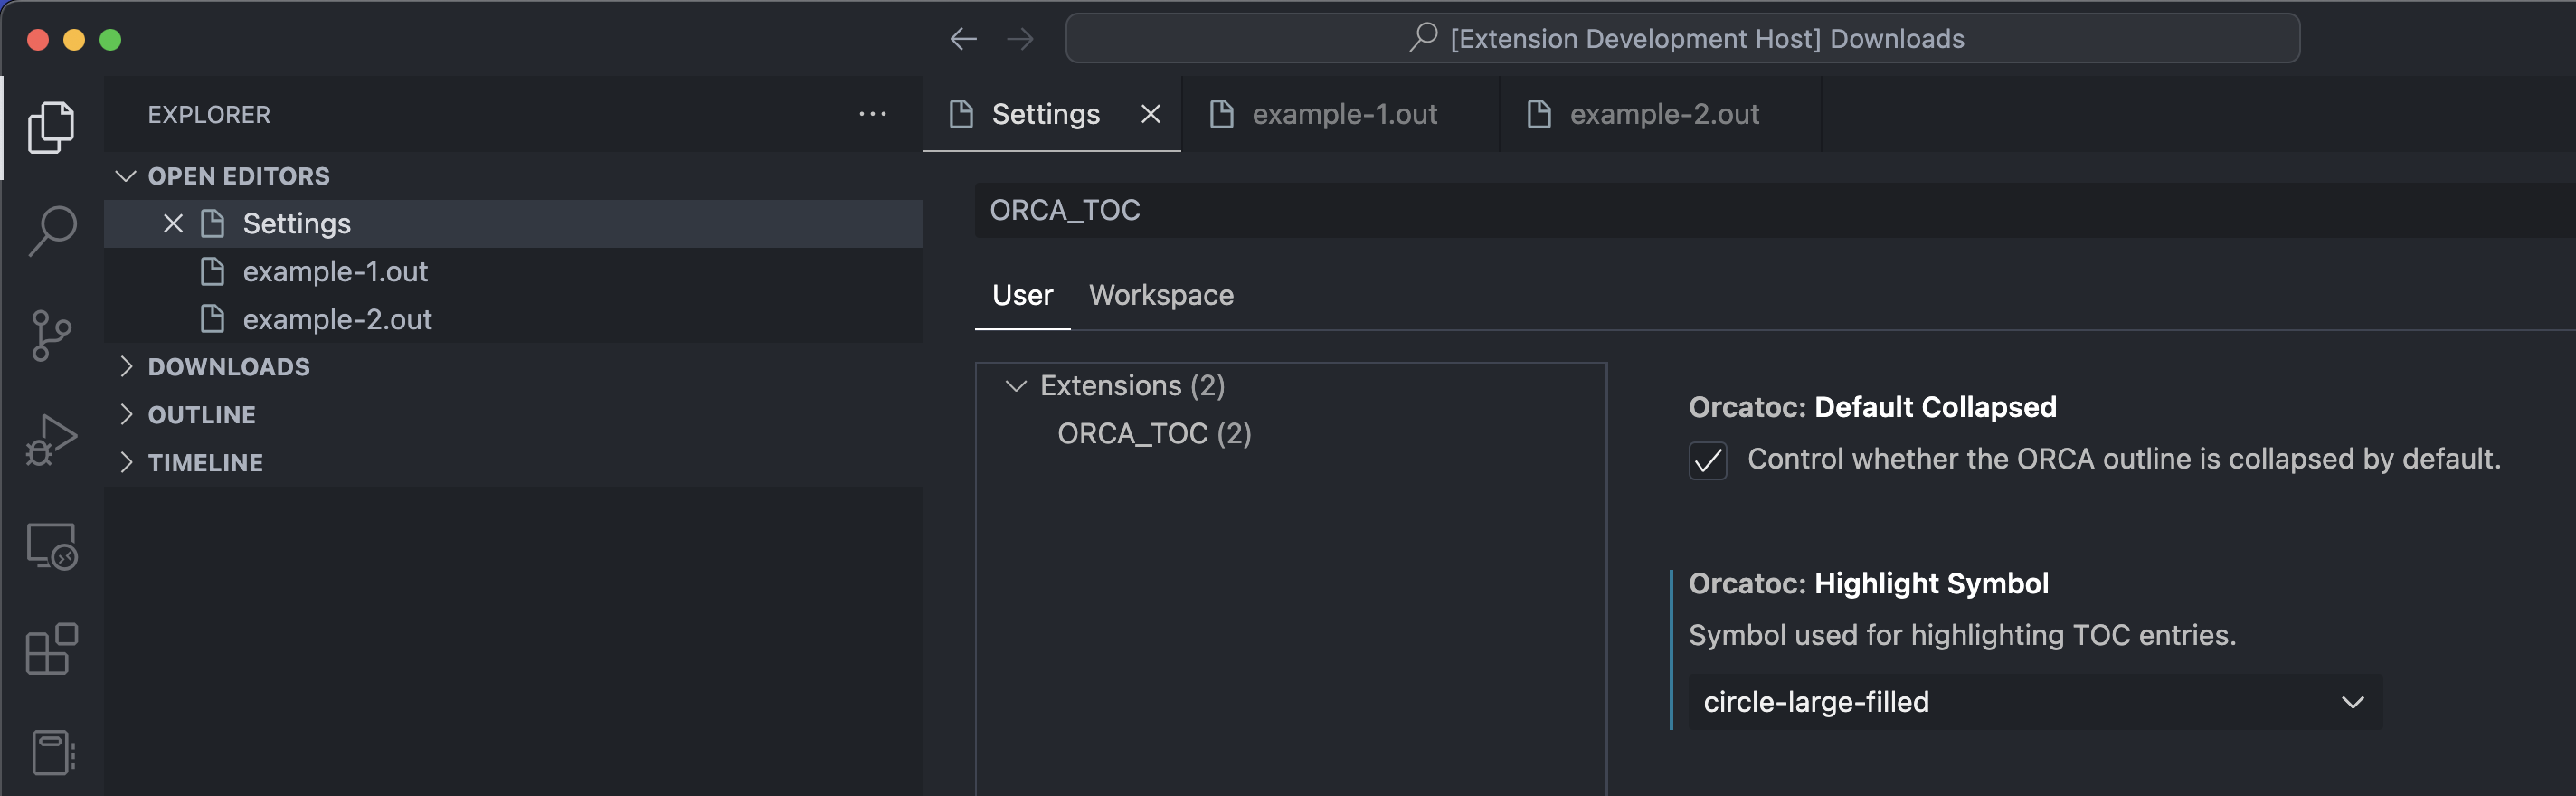 [Extension Development Host] Downloads
EXPLORER
Settings
example-1.out
example-2.out
OPEN EDITORS
Settings
example-1.out
example-2.out
DOWNLOADS
OUTLINE
TIMELINE
ORCA_TOC
User Workspace
Extensions (2)
ORCA_TOC (2)
Orcatoc: Default Collapsed
Control whether the ORCA outline is collapsed by default.
Orcatoc: Highlight Symbol
Symbol used for highlighting TOC entries.
circle-large-filled